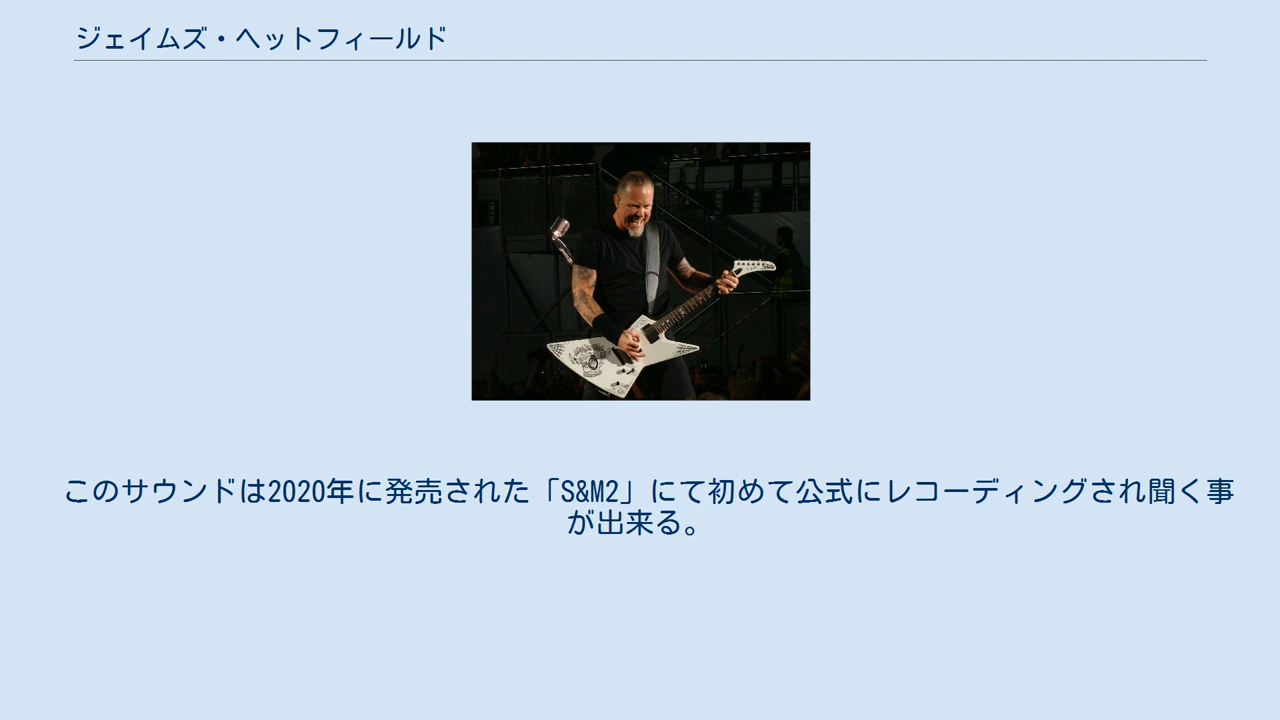 ジェイムズ・ヘットフィールド
このサウンドは2020年に発売された「S&M2」にて初めて公式にレコーディングされ聞く事
が出来る。